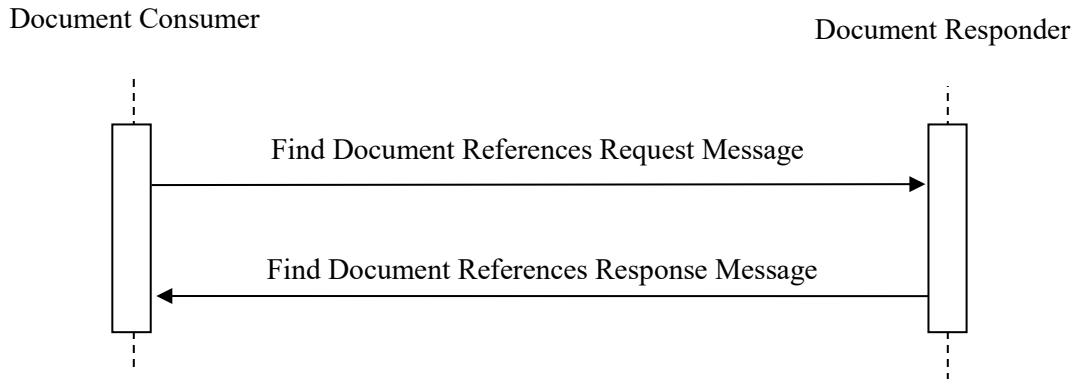 Document Consumer
Document Responder
Find Document References Request Message
Find Document References Response Message